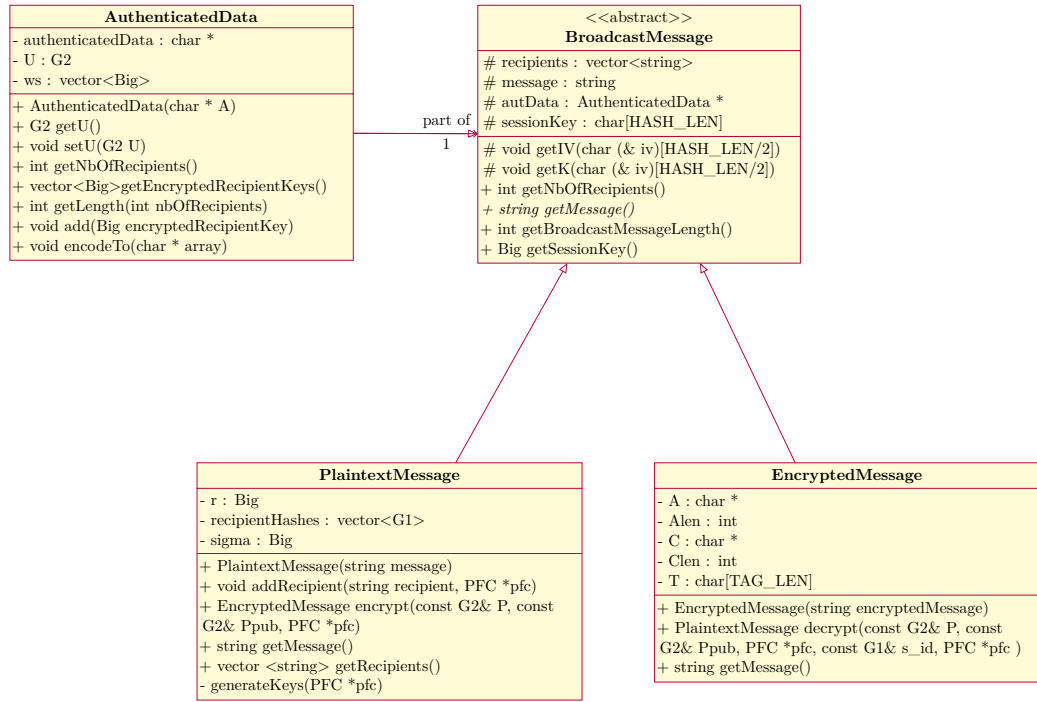 AuthenticatedData
- authenticatedData : char *
- U : G2
- ws : vector<Big>
+ AuthenticatedData(char * A)
+ G2 getU()
+ void setU(G2 U)
+ int getNbOfRecipients()
+ vector<Big>getEncryptedRecipientKeys()
+ int getLength(int nbOfRecipients)
+ void add(Big encryptedRecipientKey)
+ void encodeTo(char * array)
part of
1
<<abstract>>
BroadcastMessage
# recipients : vector<string>
# message : string
# autData : AuthenticatedData *
# sessionKey : char[HASH_LEN]
# void getIV(char (& iv)[HASH_LEN/2])
# void getK(char (& iv)[HASH_LEN/2])
+ int getNbOfRecipients()
+ string getMessage()
+ int getBroadcastMessageLength()
+ Big getSessionKey()
PlaintextMessage
- r : Big
- recipientHashes : vector<G1>
- sigma : Big
+ PlaintextMessage(string message)
+ void addRecipient(string recipient, PFC *pfc)
+ EncryptedMessage encrypt(const G2& P, const
G2& Ppub, PFC *pfc)
+ string getMessage()
+ vector <string> getRecipients()
- generateKeys(PFC *pfc)
EncryptedMessage
- A : char *
- Alen : int
- C : char *
- Clen : int
- T : char[TAG_LEN]
+ EncryptedMessage(string encryptedMessage)
+ PlaintextMessage decrypt(const G2& P, const
G2& Ppub, PFC *pfc, const G1& s_id, PFC *pfc )
+ string getMessage()